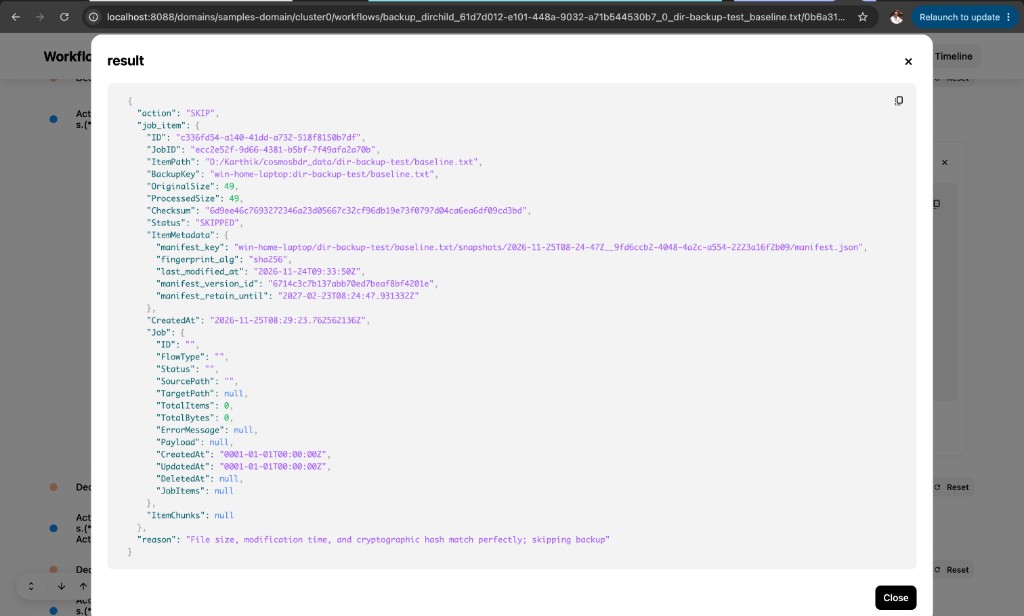 localhost:8088/domains/samples-domain/cluster0/workflows/backup_dirchild_61d7d012-e101-448a-9032-a71b544530b7_0_dir-backup-test_baseline.txt/0b6a31...
Relaunch to update
Workflo
Timeline
result
Reset
Act
s.(*
{
"action": "SKIP",
"job_item": {
"ID": "c336fd54-a140-41dd-a732-518f8150b7df",
"JobID": "ecc2e52f-9d66-4381-b5bf-7f49afa2a70b",
"ItemPath": "D:/Karthik/cosmosbdr_data/dir-backup-test/baseline.txt",
"BackupKey": "win-home-laptop:dir-backup-test/baseline.txt",
"OriginalSize": 49,
"ProcessedSize": 49,
"Checksum": "6d9ee46c7693272346a23d05667c32cf96db19e73f0797d04ca6ea6df09cd3bd",
"Status": "SKIPPED",
"ItemMetadata": {
"manifest_key": "win-home-laptop/dir-backup-test/baseline.txt/snapshots/2026-11-25T08-24-47Z__9fd6ccb2-4048-4a2c-a554-2223a16f2b09/manifest.json",
"fingerprint_alg": "sha256",
"last_modified_at": "2026-11-24T09:33:50Z",
"manifest_version_id": "6714c3c7b137abb70ed7beaf8bf4201e",
"manifest_retain_until": "2027-02-23T08:24:47.931332Z"
},
"CreatedAt": "2026-11-25T08:29:23.762562136Z",
"Job": {
"ID": "",
"FlowType": "",
"Status": "",
"SourcePath": "",
"TargetPath": null,
"TotalItems": 0,
"TotalBytes": 0,
"ErrorMessage": null,
"Payload": null,
"CreatedAt": "0001-01-01T00:00:00Z",
"UpdatedAt": "0001-01-01T00:00:00Z",
"DeletedAt": null,
"JobItems": null
},
"ItemChunks": null
},
"reason": "File size, modification time, and cryptographic hash match perfectly; skipping backup"
}
Dec
Reset
Act
s.(*
Act
Dec
Reset
Act
s.(*
Close